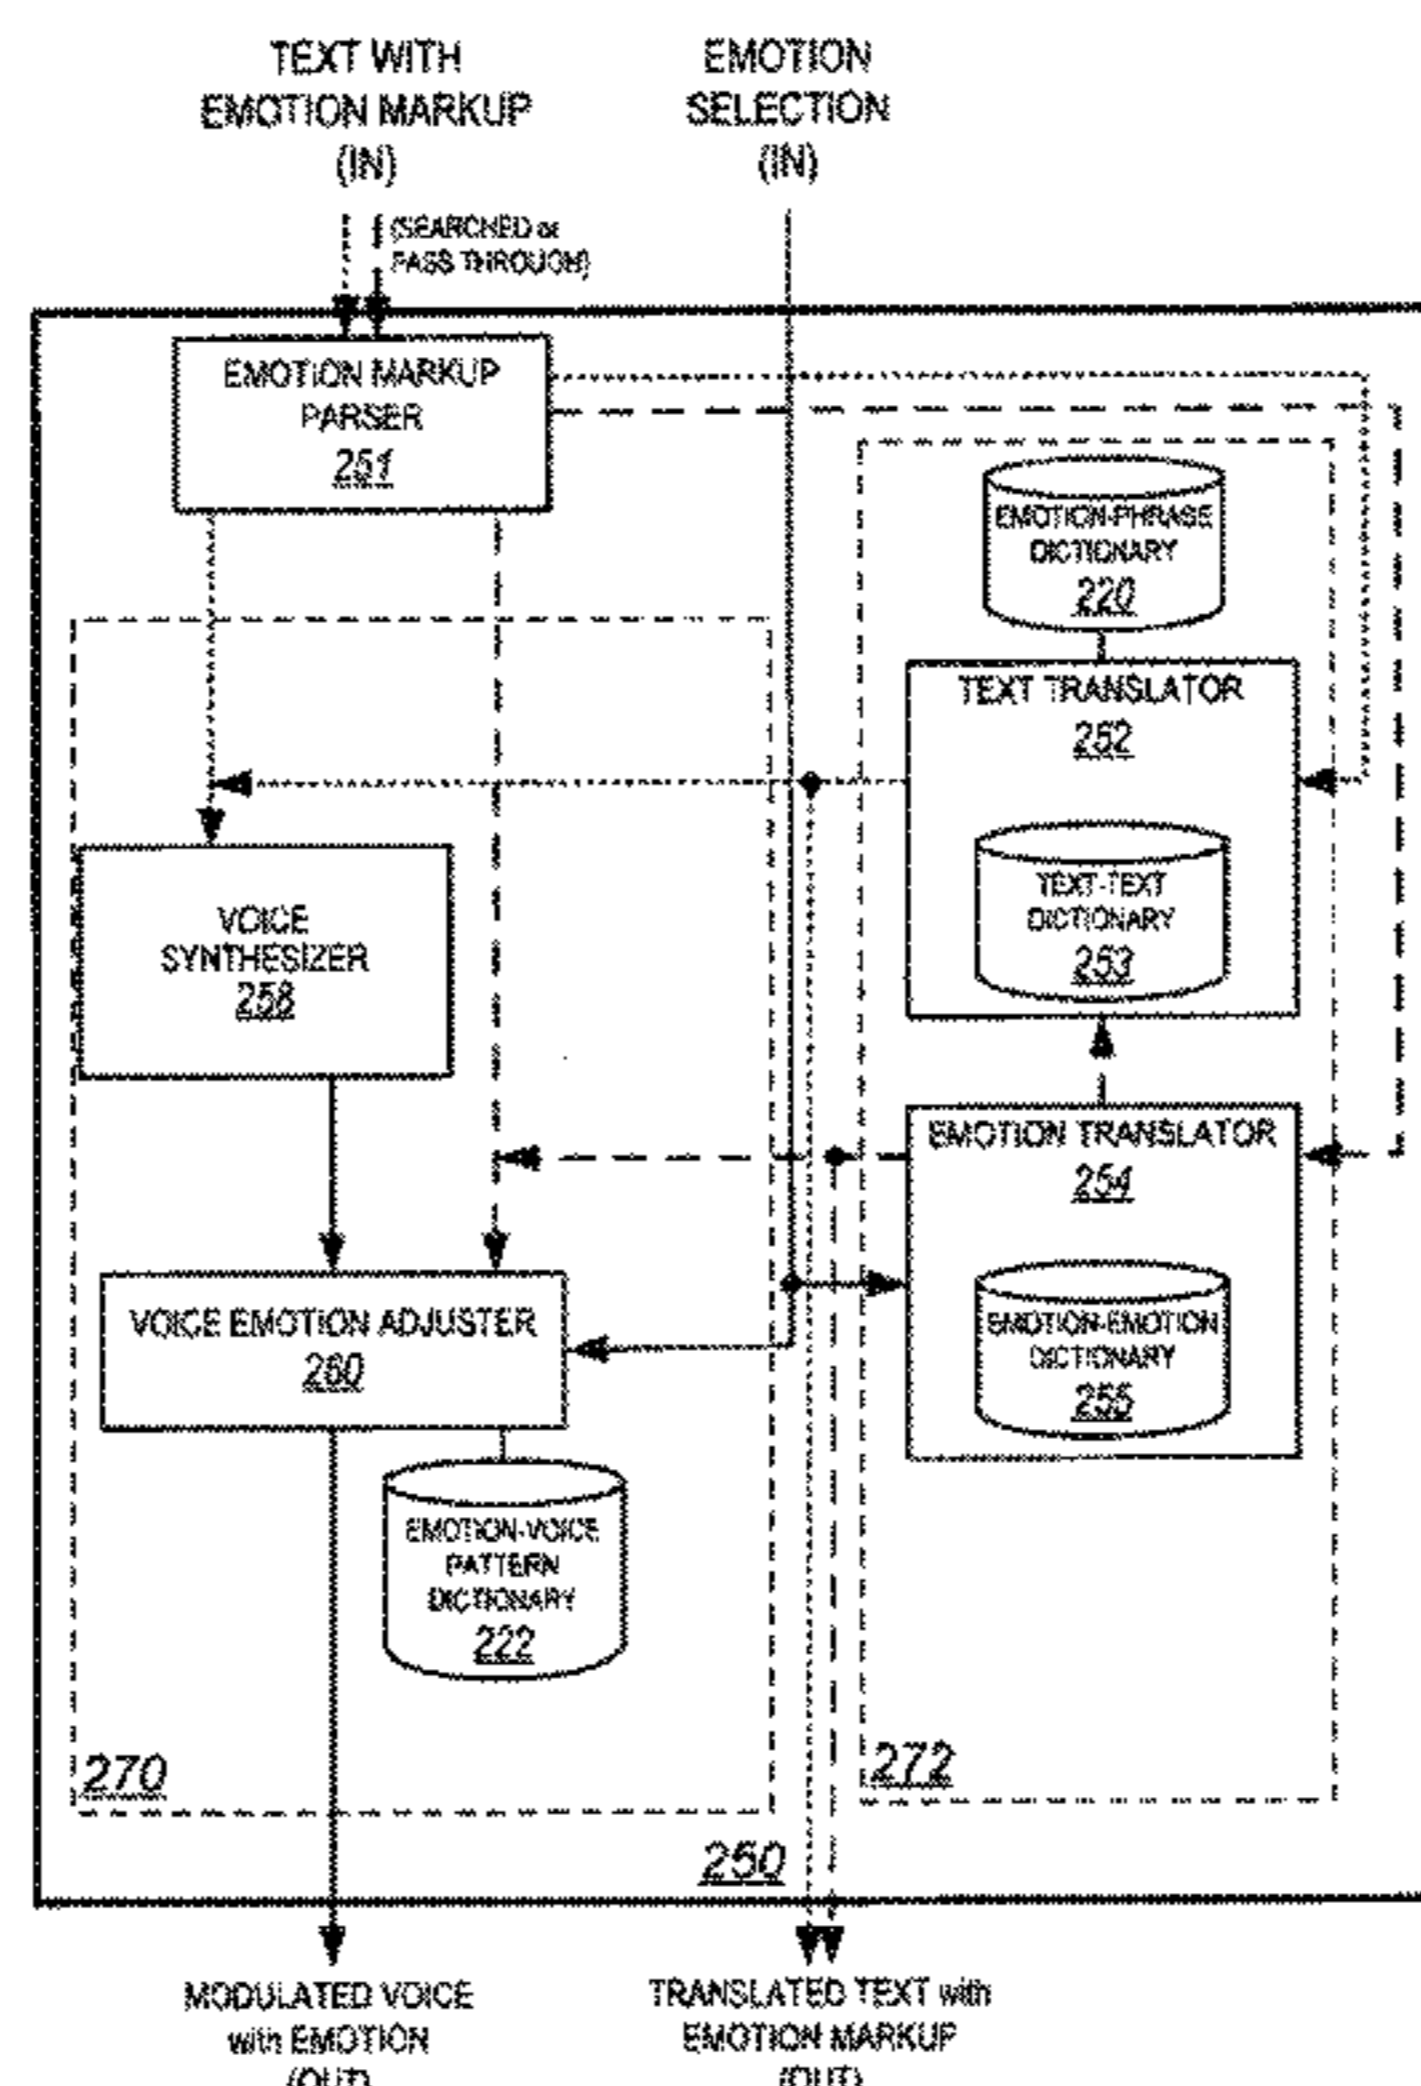 TEXT WITH
EMOTION MARKUP
(IN)
EMOTION
SELECTION
(IN)
(SEARCHED or
PASS THROUGH)
EMOTION MARKUP
PARSER
251
EMOTION-PHRASE
DICTIONARY
220
TEXT TRANSLATOR
252
TEXT-TEXT
DICTIONARY
253
VOICE
SYNTHESIZER
258
EMOTION TRANSLATOR
254
EMOTION-EMOTION
DICTIONARY
255
VOICE EMOTION ADJUSTER
260
EMOTION-VOICE
PATTERN
DICTIONARY
222
270
272
250
MODULATED VOICE
with EMOTION
(OUT)
TRANSLATED TEXT with
EMOTION MARKUP
(OUT)